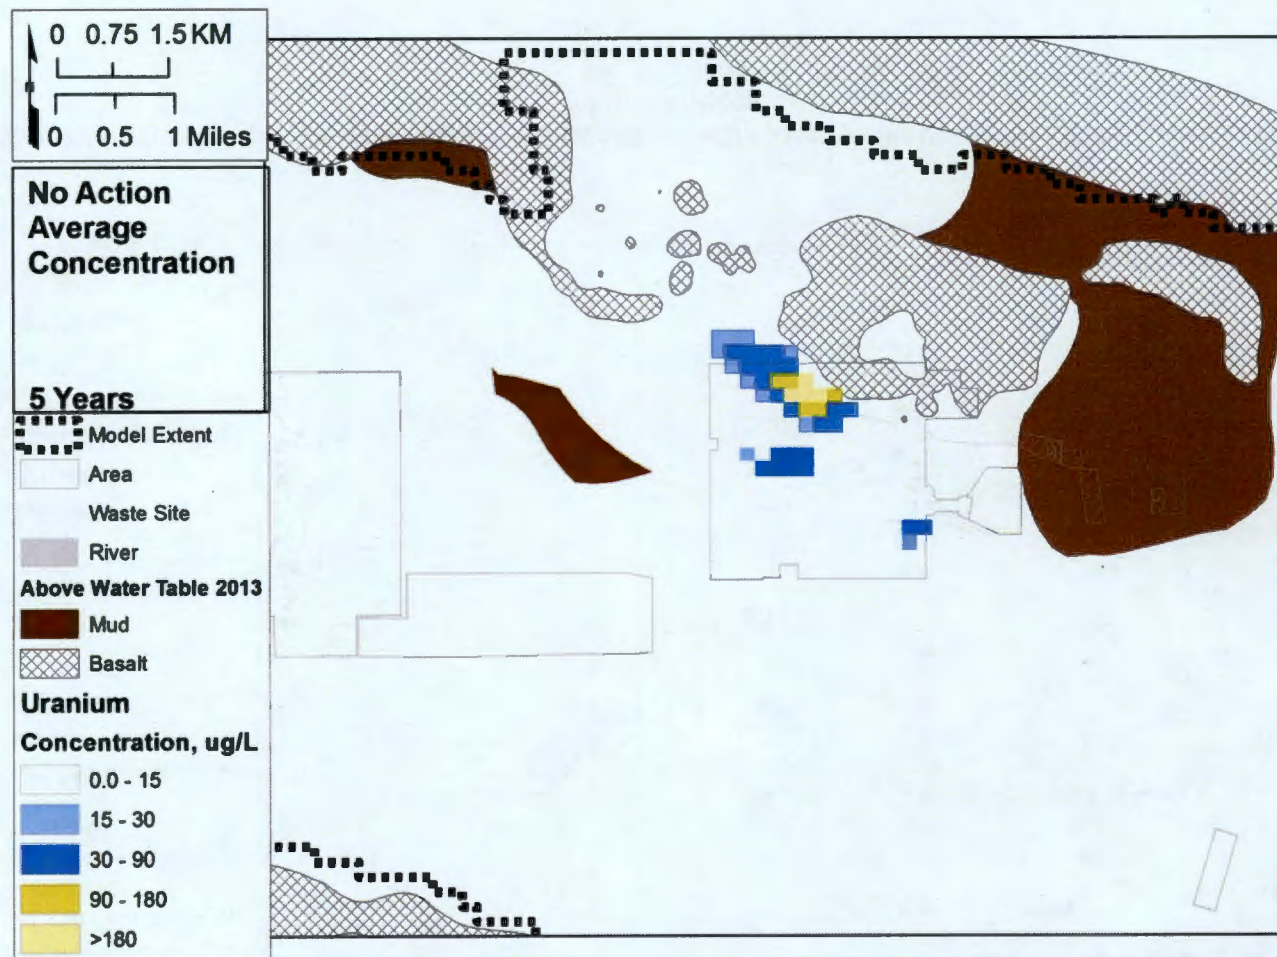 0 0.75 1.5 KM
0 0.5 1 Miles
No Action
Average
Concentration
5 Years
Model Extent
Area
Waste Site
River
Above Water Table 2013
Mud
Basalt
Uranium
Concentration, ug/L
0.0 - 15
15 - 30
30 - 90
90 - 180
>180